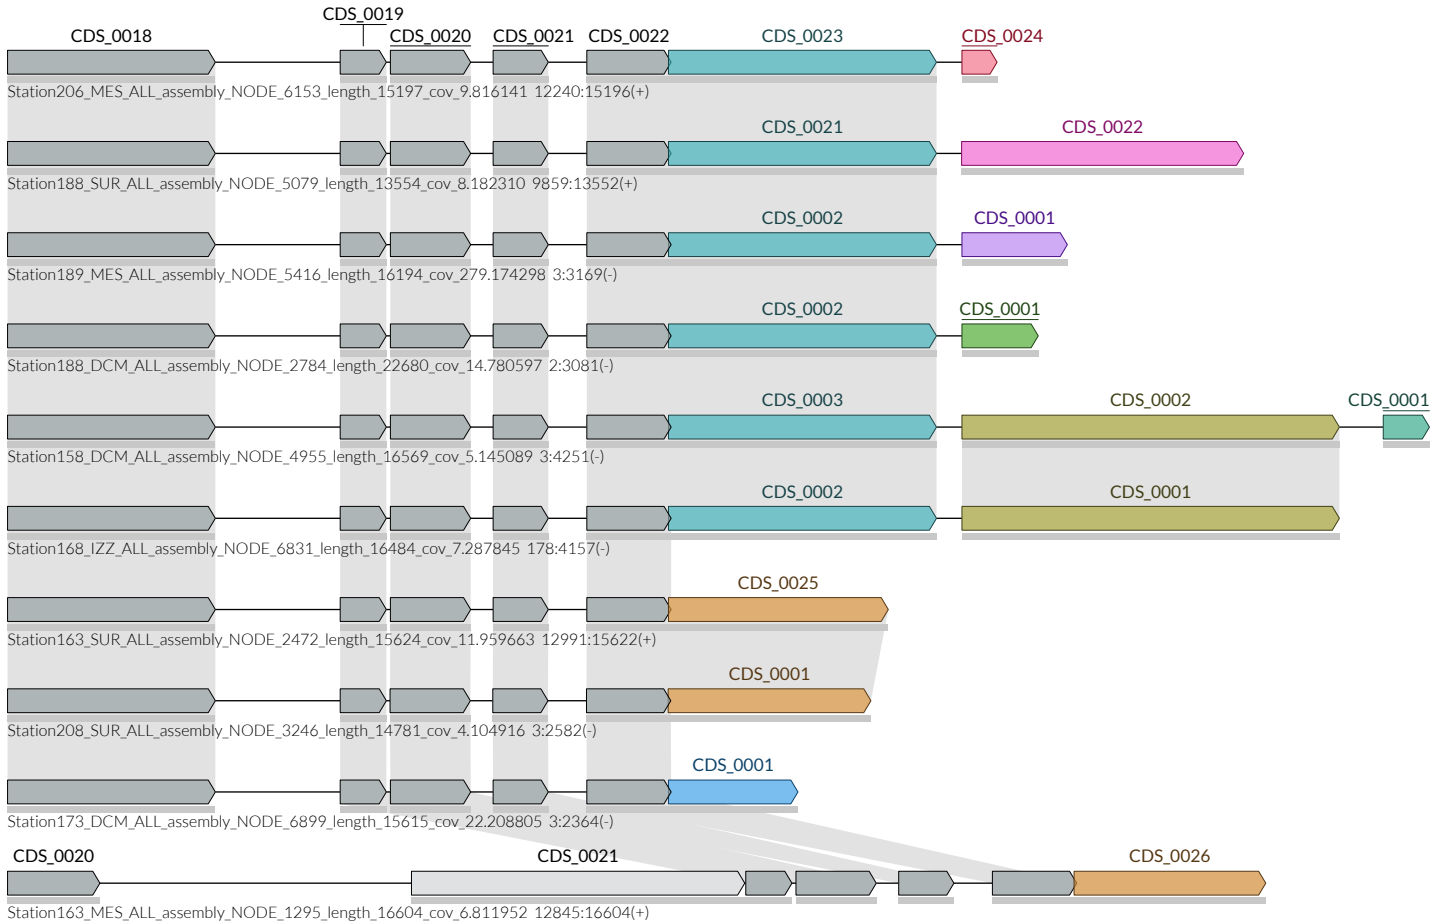 CDS_0019
CDS_0018 CDS_0020 CDS_0021 CDS_0022 CDS_0023 CDS_0024
Station206_MES_ALL_assembly_NODE_6153_length_15197_cov_9.816141 12240:15196(+)
CDS_0021 CDS_0022
Station188_SUR_ALL_assembly_NODE_5079_length_13554_cov_8.182310 9859:13552(+)
CDS_0002 CDS_0001
Station189_MES_ALL_assembly_NODE_5416_length_16194_cov_279.174298 3:3169(-)
CDS_0002 CDS_0001
Station188_DCM_ALL_assembly_NODE_2784_length_22680_cov_14.780597 2:3081(-)
CDS_0003 CDS_0002 CDS_0001
Station158_DCM_ALL_assembly_NODE_4955_length_16569_cov_5.145089 3:4251(-)
CDS_0002 CDS_0001
Station168_IZZ_ALL_assembly_NODE_6831_length_16484_cov_7.287845 178:4157(-)
CDS_0025
Station163_SUR_ALL_assembly_NODE_2472_length_15624_cov_11.959663 12991:15622(+)
CDS_0001
Station208_SUR_ALL_assembly_NODE_3246_length_14781_cov_4.104916 3:2582(-)
CDS_0001
Station173_DCM_ALL_assembly_NODE_6899_length_15615_cov_22.208805 3:2364(-)
CDS_0020 CDS_0021 CDS_0026
Station163_MES_ALL_assembly_NODE_1295_length_16604_cov_6.811952 12845:16604(+)